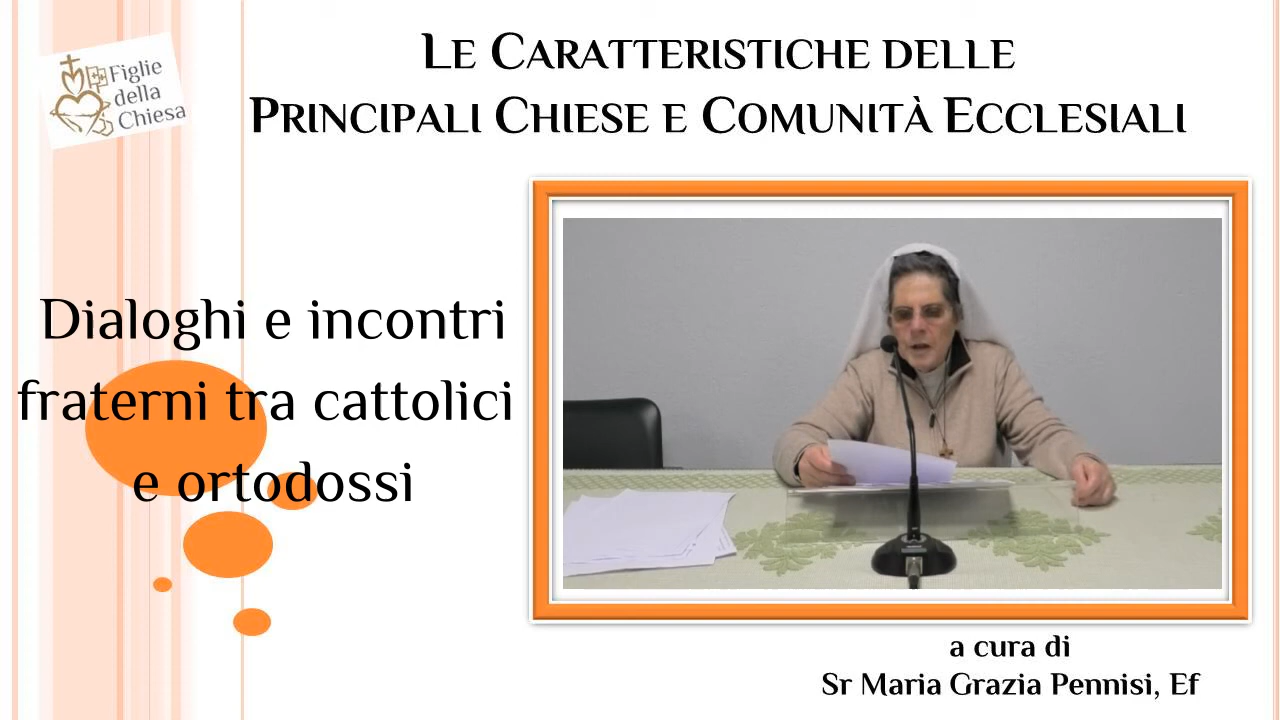 Figlie
della
Chiesa
LE CARATTERISTICHE DELLE
PRINCIPALI CHIESE E COMUNITÀ ECCLESIALI
Dialoghi e incontri
fraterni tra cattolici
e ortodossi
a cura di
Sr Maria Grazia Pennisi, Ef